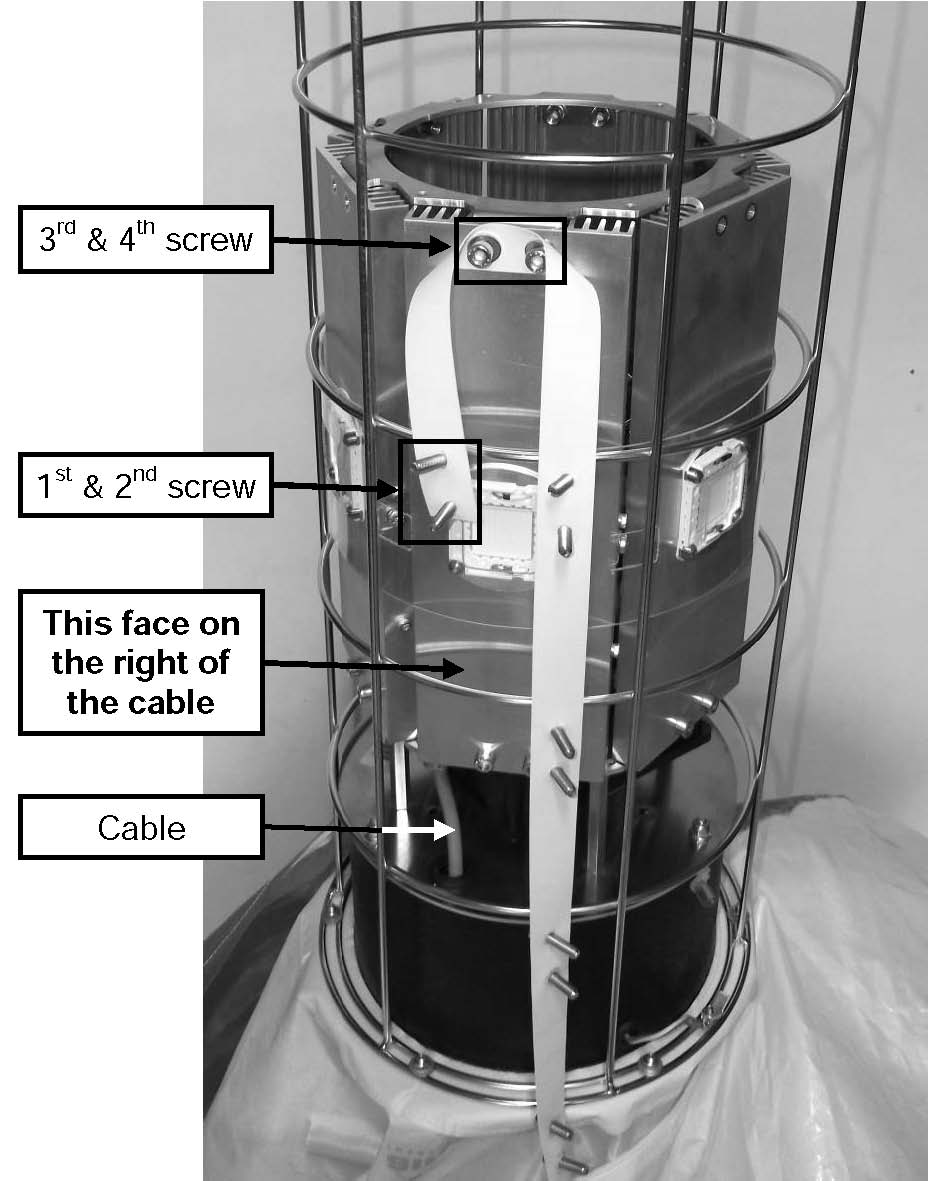 3rd & 4th screw
1st & 2nd screw
This face on
the right of
the cable
Cable